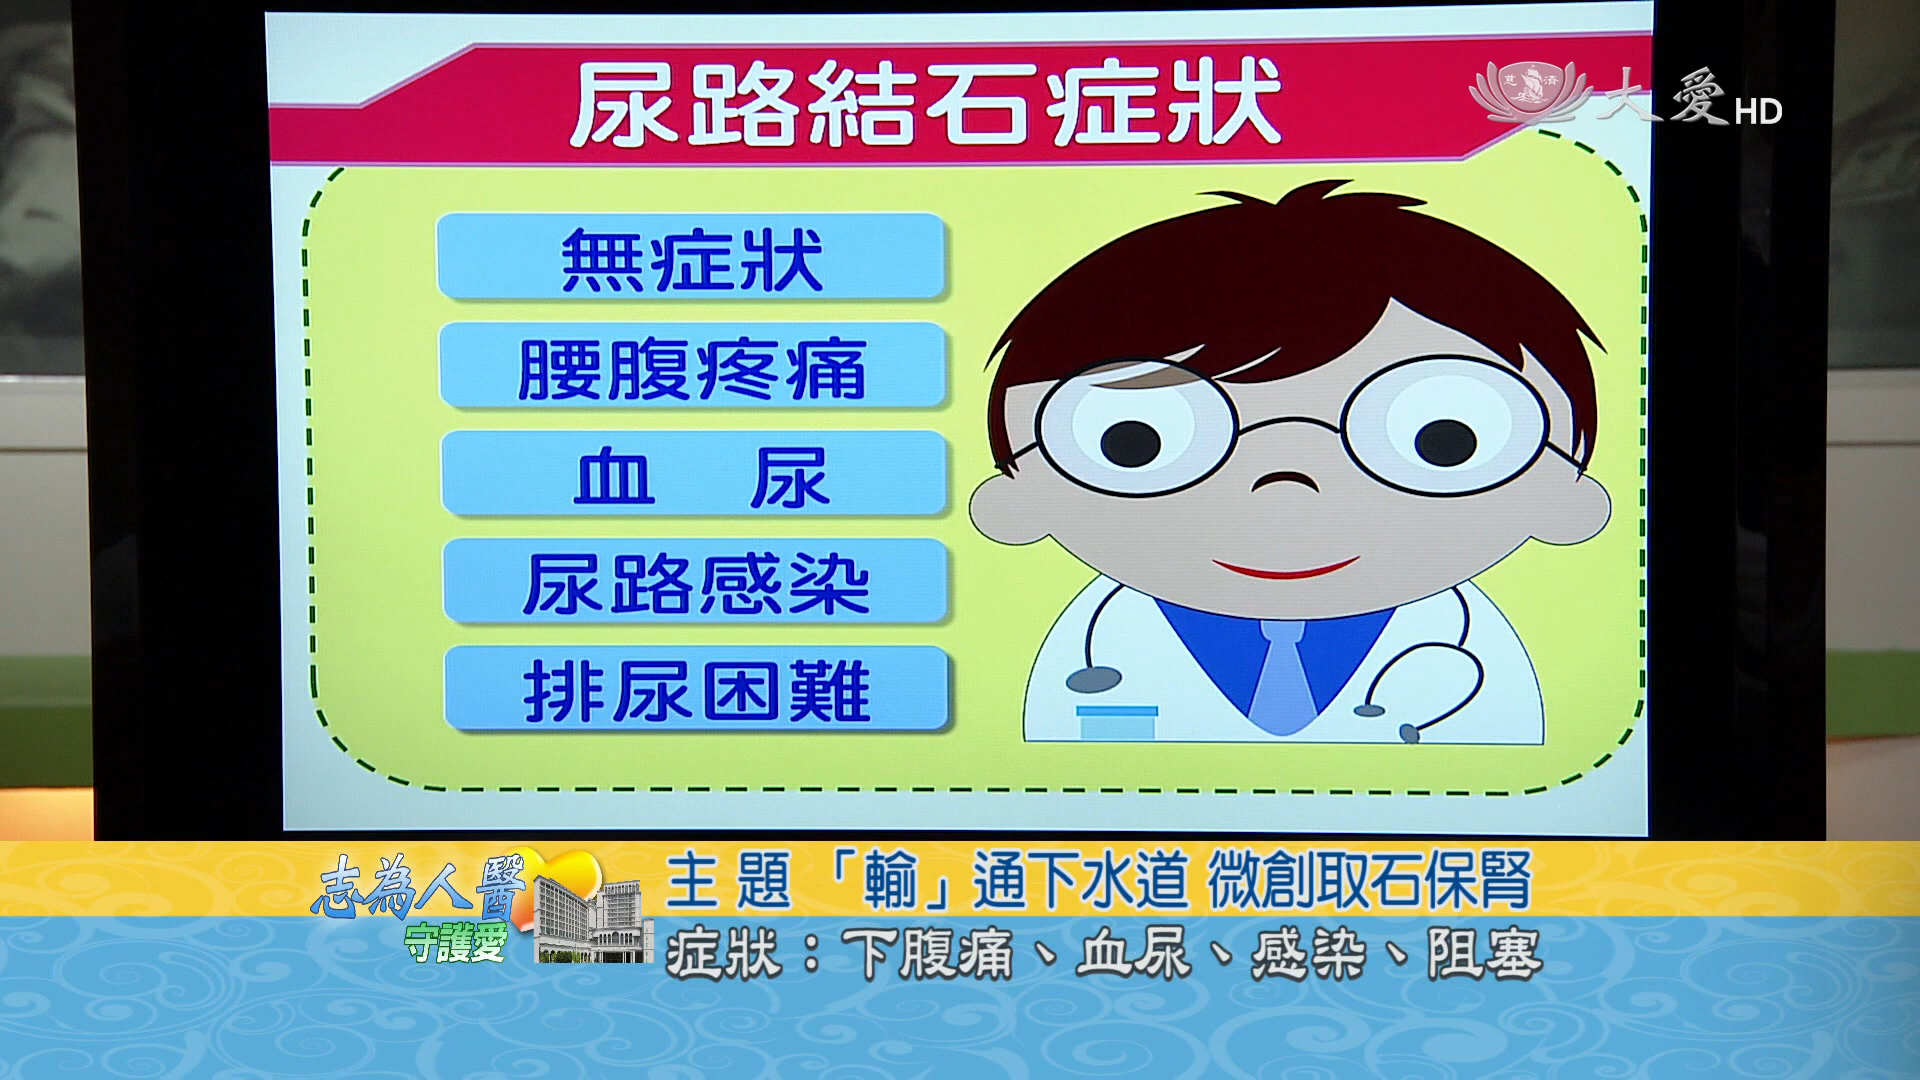 尿路結石症狀
大愛HD
慈濟
無症狀
腰腹疼痛
血 尿
尿路感染
排尿困難
志為人醫
守護愛
主題「輸」通下水道 微創取石保腎
症狀：下腹痛、血尿、感染、阻塞